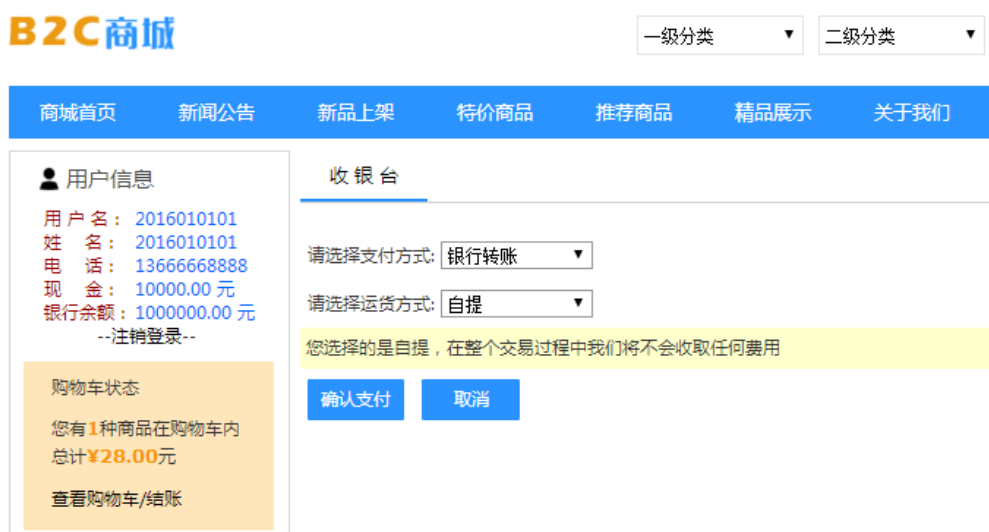 B2C商城
一级分类 二级分类
商城首页 新闻公告 新品上架 特价商品 推荐商品 精品展示 关于我们
用户信息
用 户 名： 2016010101
姓 名： 2016010101
电 话： 13666668888
现 金： 10000.00 元
银行余额： 1000000.00 元
--注销登录--
购物车状态
您有1种商品在购物车内
总计¥28.00元
查看购物车/结账
收 银 台
请选择支付方式: 银行转账
请选择运货方式: 自提
您选择的是自提，在整个交易过程中我们将不会收取任何费用
确认支付 取消